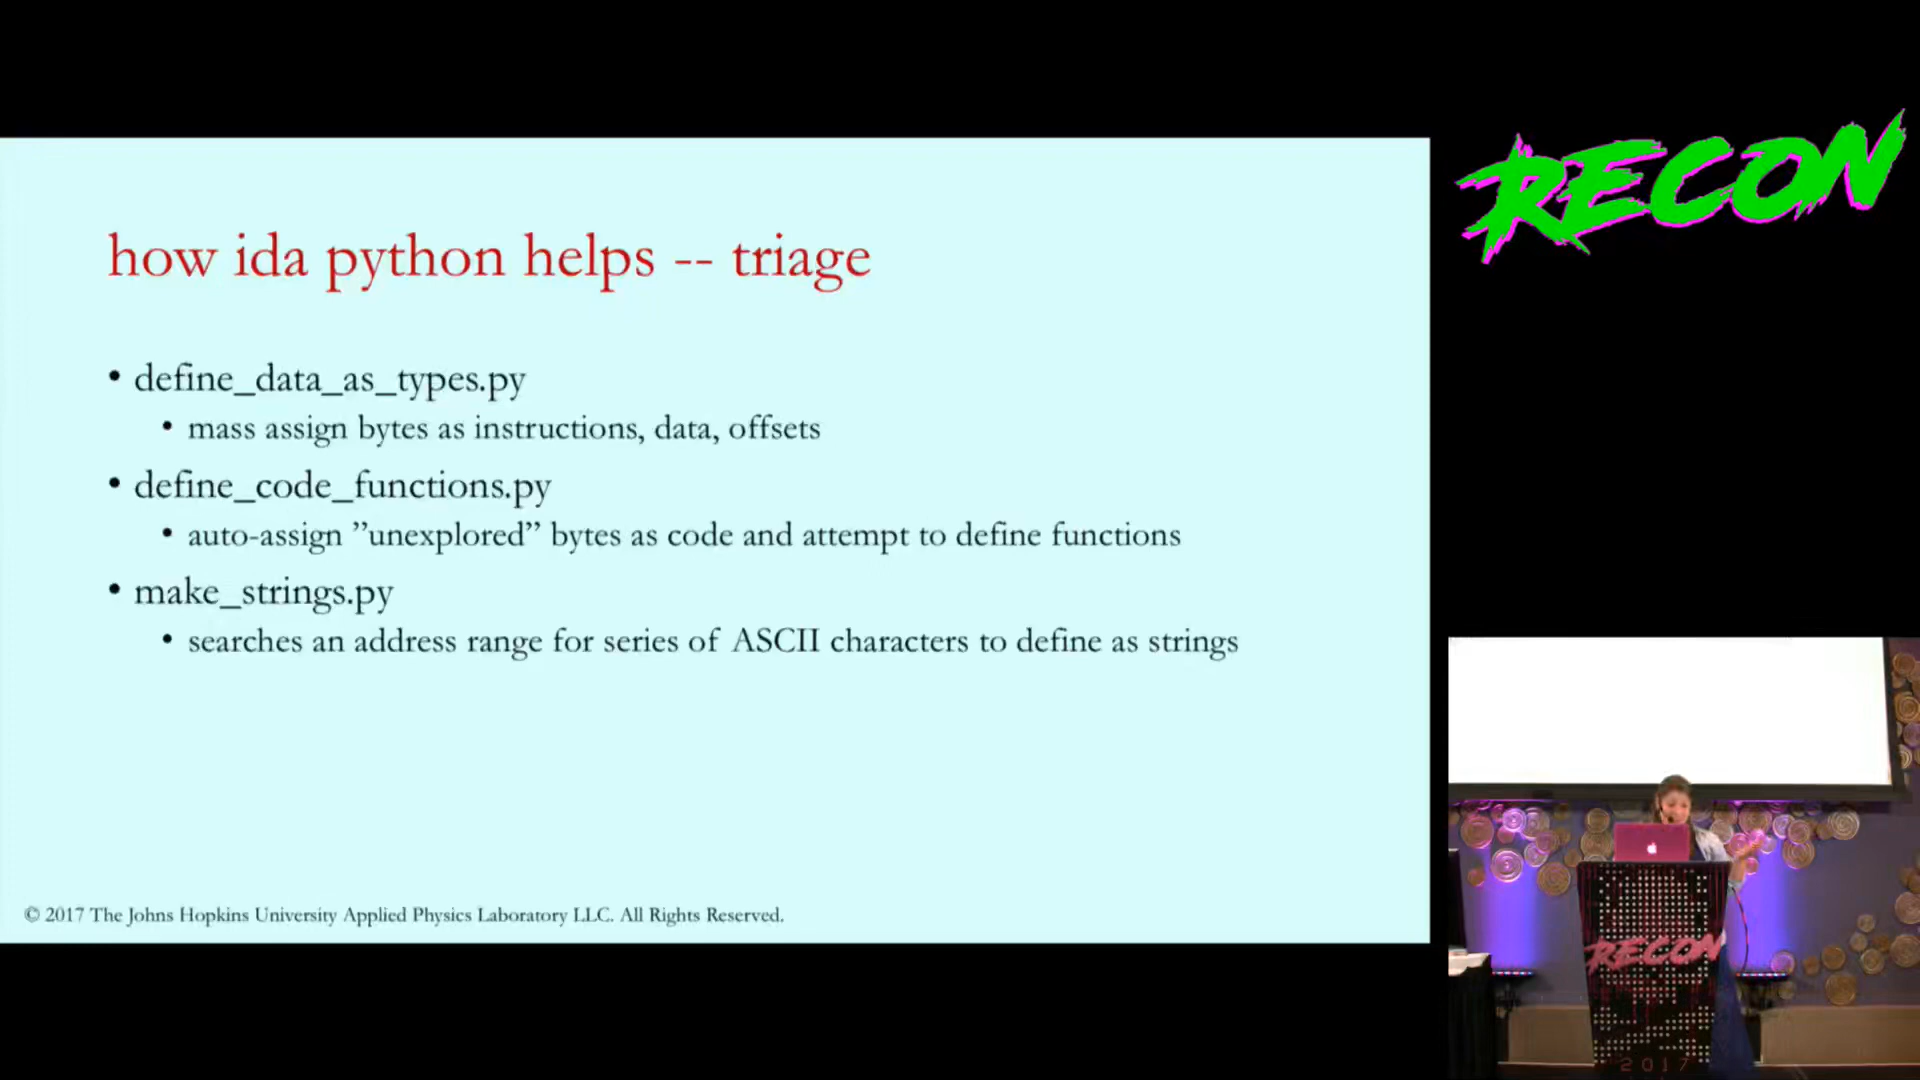 how ida python helps -- triage
• define_data_as_types.py
• mass assign bytes as instructions, data, offsets
• define_code_functions.py
• auto-assign ”unexplored” bytes as code and attempt to define functions
• make_strings.py
• searches an address range for series of ASCII characters to define as strings
© 2017 The Johns Hopkins University Applied Physics Laboratory LLC. All Rights Reserved.
RECON
RECON
2017